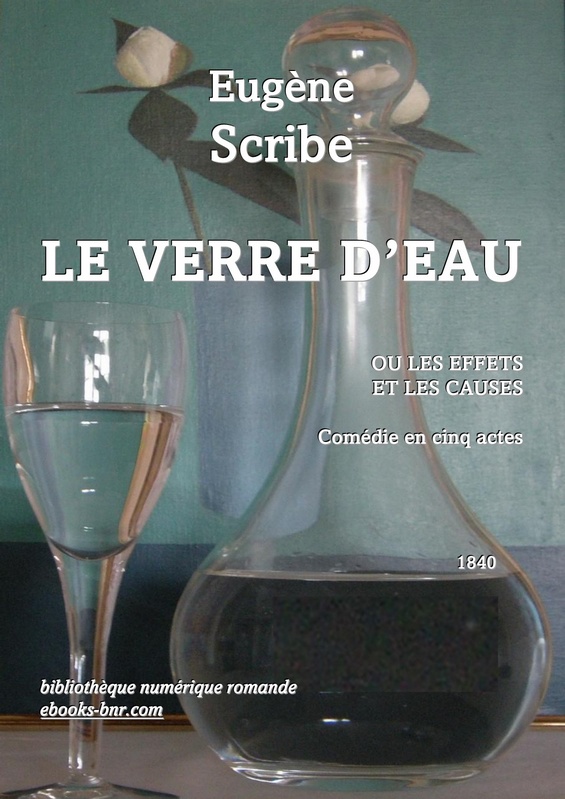 Eugène
Scribe
LE VERRE D’EAU
OU LES EFFETS
ET LES CAUSES
Comédie en cinq actes
1840
bibliothèque numérique romande
ebooks-bnr.com